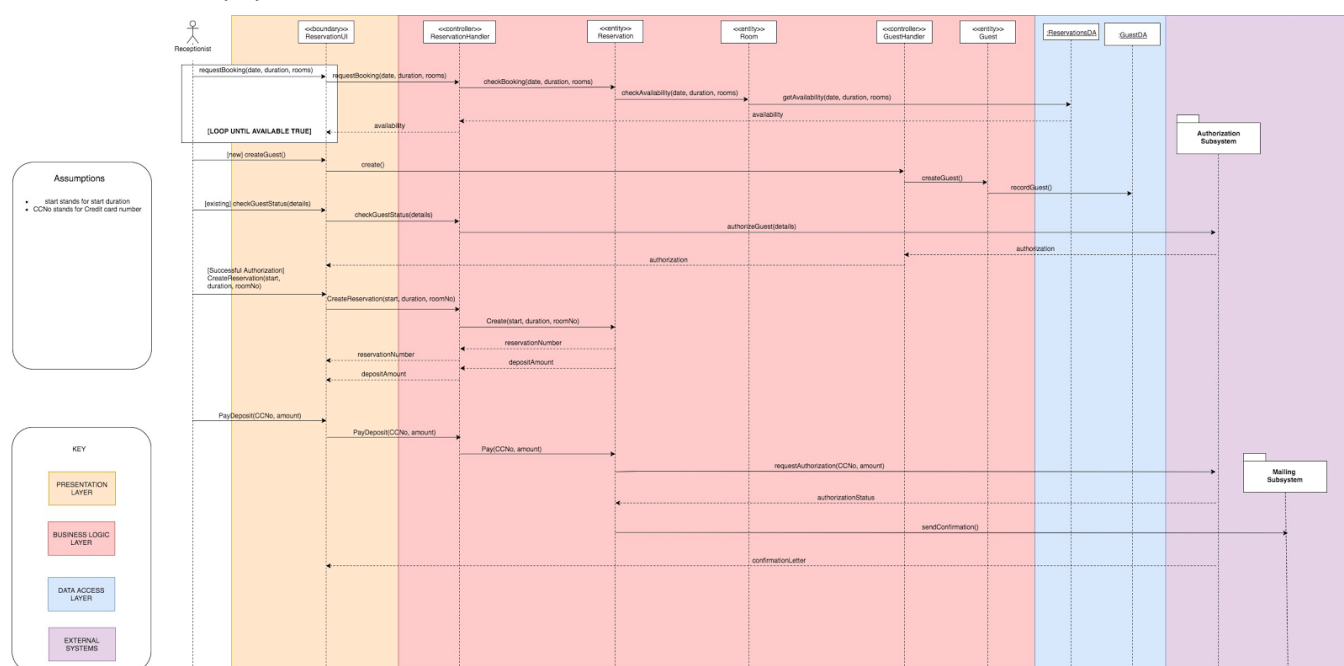 <<boundary>>
ReservationUI
<<controller>>
ReservationHandler
<<entity>>
Reservation
<<entity>>
Room
<<controller>>
GuestHandler
<<entity>>
Guest
:ReservationsDA
:GuestDA
Receptionist
requestBooking(date, duration, rooms)
requestBooking(date, duration, rooms)
checkBooking(date, duration, rooms)
checkAvailability(date, duration, rooms)
getAvailability(date, duration, rooms)
availability
availability
[LOOP UNTIL AVAILABLE TRUE]
Authorization
Subsystem
[new] createGuest()
create()
createGuest()
recordGuest()
Assumptions
• start stands for start duration
• CCNo stands for Credit card number
[existing] checkGuestStatus(details)
checkGuestStatus(details)
authorizeGuest(details)
authorization
authorization
[Successful Authorization]
CreateReservation(start,
duration, roomNo)
CreateReservation(start, duration, roomNo)
Create(start, duration, roomNo)
reservationNumber
reservationNumber
depositAmount
depositAmount
PayDeposit(CCNo, amount)
PayDeposit(CCNo, amount)
Pay(CCNo, amount)
requestAuthorization(CCNo, amount)
authorizationStatus
Mailing
Subsystem
sendConfirmation()
confirmationLetter
KEY
PRESENTATION
LAYER
BUSINESS LOGIC
LAYER
DATA ACCESS
LAYER
EXTERNAL
SYSTEMS